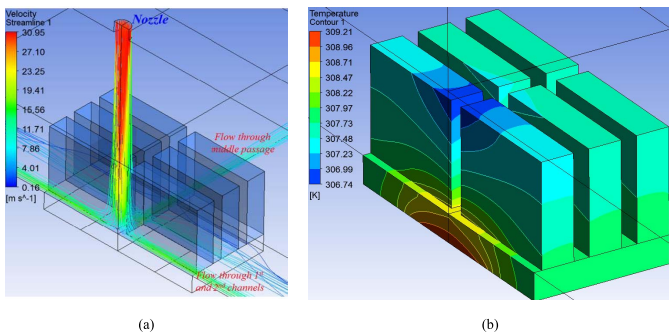 Velocity
Streamline 1
30.95
27.10
23.25
19.41
15.56
11.71
7.86
4.01
0.16
[m s^-1]
Nozzle
Flow through
middle passage
Flow through 1st
and 2nd channels
(a)
Temperature
Contour 1
309.21
308.96
308.71
308.47
308.22
307.97
307.73
307.48
307.23
306.99
306.74
[K]
(b)